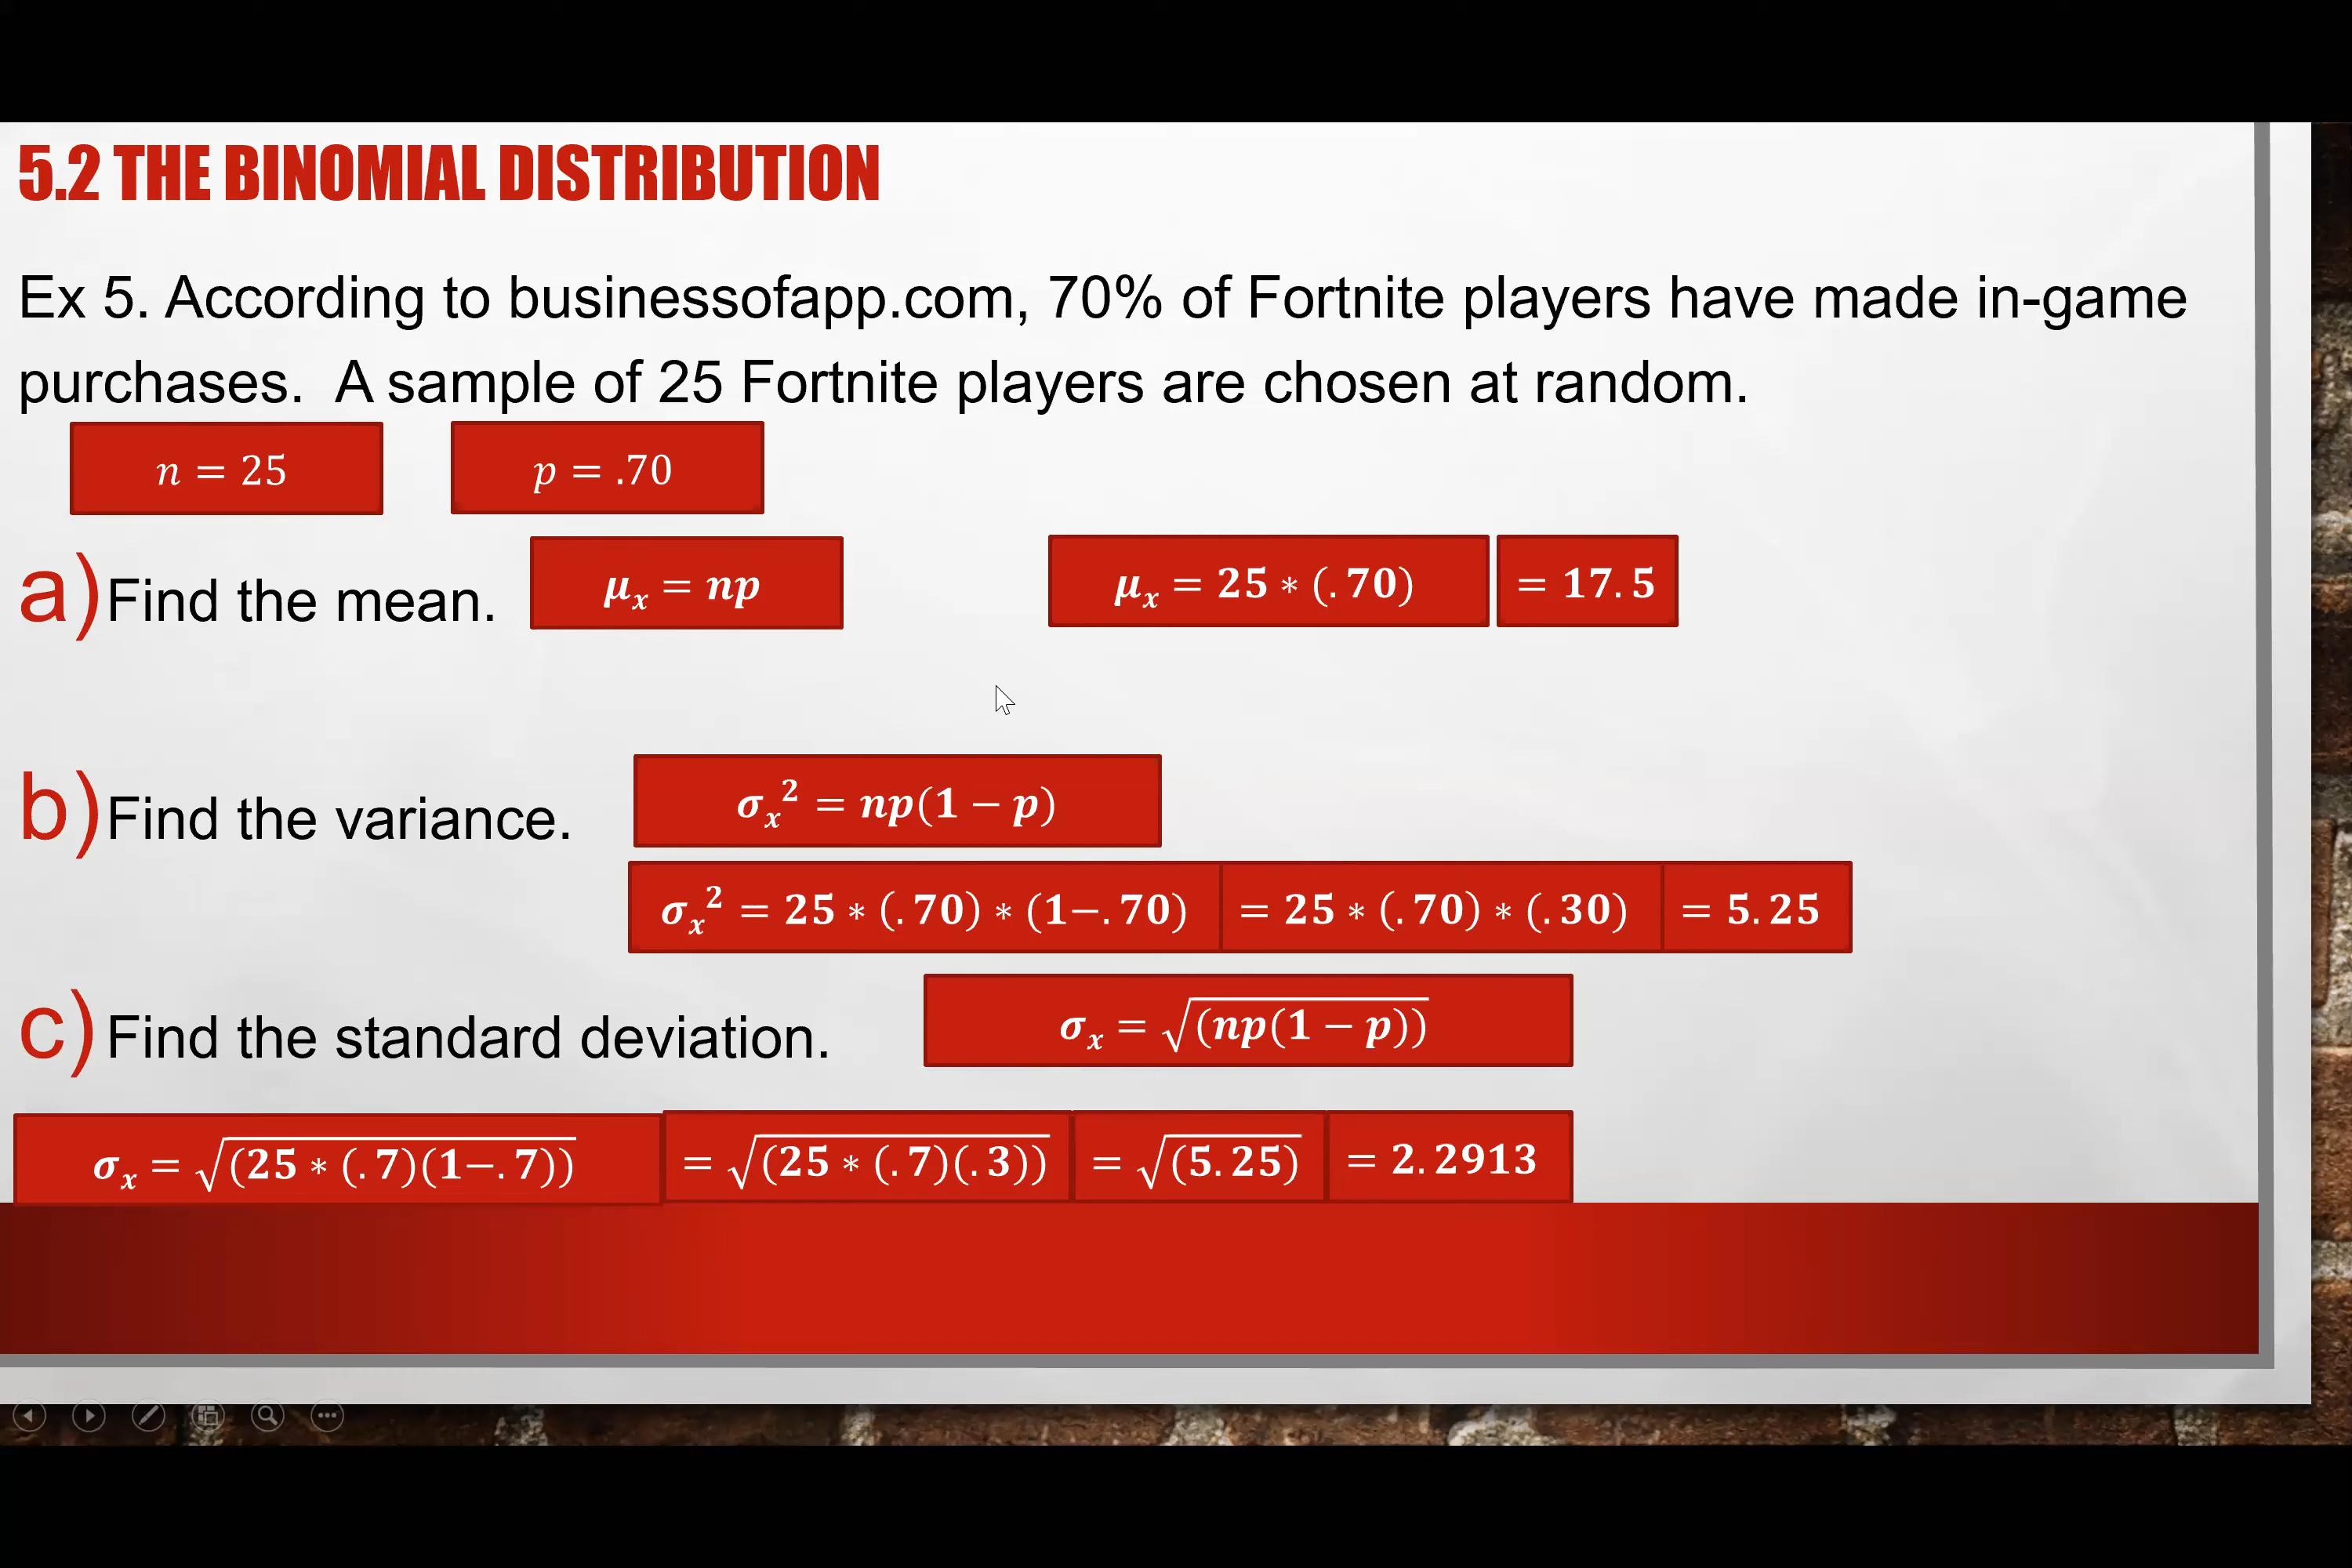 5.2 THE BINOMIAL DISTRIBUTION
Ex 5. According to businessofapp.com, 70% of Fortnite players have made in-game
purchases.  A sample of 25 Fortnite players are chosen at random.
n = 25 p = .70
a) Find the mean. μₓ = np μₓ = 25 ∗ (.70) = 17.5
b) Find the variance. σₓ² = np(1 − p)
σₓ² = 25 ∗ (.70) ∗ (1−.70) = 25 ∗ (.70) ∗ (.30) = 5.25
c) Find the standard deviation. σₓ = √(np(1 − p))
σₓ = √(25 ∗ (.7)(1−.7)) = √(25 ∗ (.7)(.3)) = √(5.25) = 2.2913